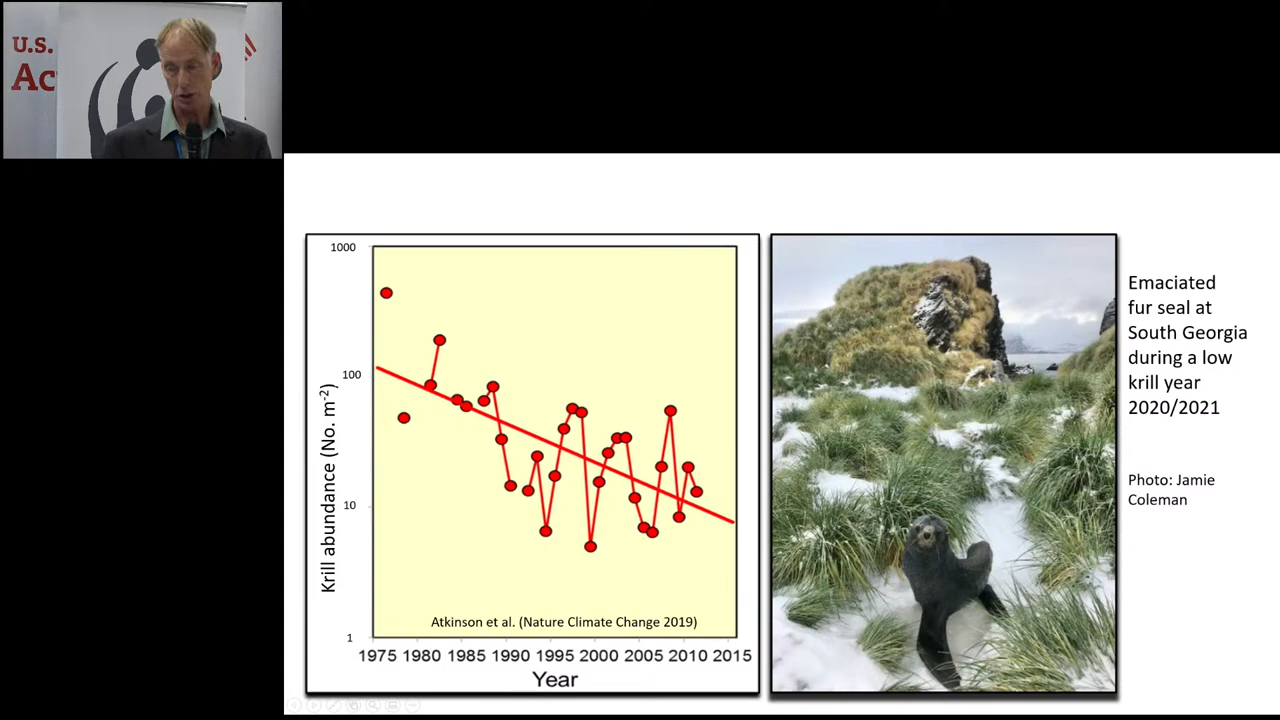 U.S.
Ac
1000
100
10
1
Krill abundance (No. m-2)
Atkinson et al. (Nature Climate Change 2019)
1975 1980 1985 1990 1995 2000 2005 2010 2015
Year
Emaciated
fur seal at
South Georgia
during a low
krill year
2020/2021
Photo: Jamie
Coleman